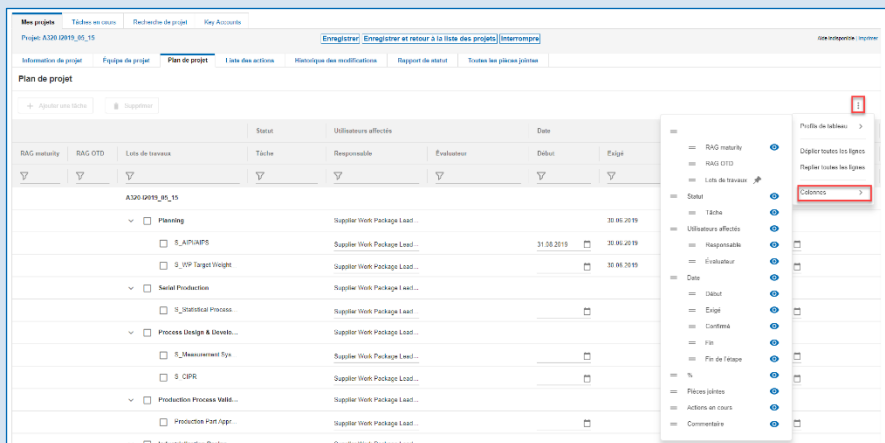 Mes projets Tâches en cours Recherche de projet Key Accounts
Projet: A320 I2019_05_15 Enregistrer Enregistrer et retour à la liste des projets Interrompre Aide indisponible | Imprimer
Information de projet Équipe de projet Plan de projet Liste des actions Historique des modifications Rapport de statut Toutes les pièces jointes
Plan de projet
+ Ajouter une tâche Supprimer
Statut Utilisateurs affectés Date
RAG maturity RAG OTD Lots de travaux Tâche Responsable Évaluateur Début Exigé
A320 I2019_05_15
Planning Supplier Work Package Lead... 30.06.2019
S_AIPI/AIPS Supplier Work Package Lead... 31.08.2019 30.06.2019
S_WP Target Weight Supplier Work Package Lead... 30.06.2019
Serial Production Supplier Work Package Lead...
S_Statistical Process... Supplier Work Package Lead...
Process Design & Develo... Supplier Work Package Lead...
S_Measurement Sys... Supplier Work Package Lead...
S_CIPR Supplier Work Package Lead...
Production Process Valid... Supplier Work Package Lead...
Production Part Appr... Supplier Work Package Lead...
RAG maturity
RAG OTD
Lots de travaux
Statut
Tâche
Utilisateurs affectés
Responsable
Évaluateur
Date
Début
Exigé
Confirmé
Fin
Fin de l'étape
%
Pièces jointes
Actions en cours
Commentaire
Profils de tableau >
Déplier toutes les lignes
Replier toutes les lignes
Colonnes >